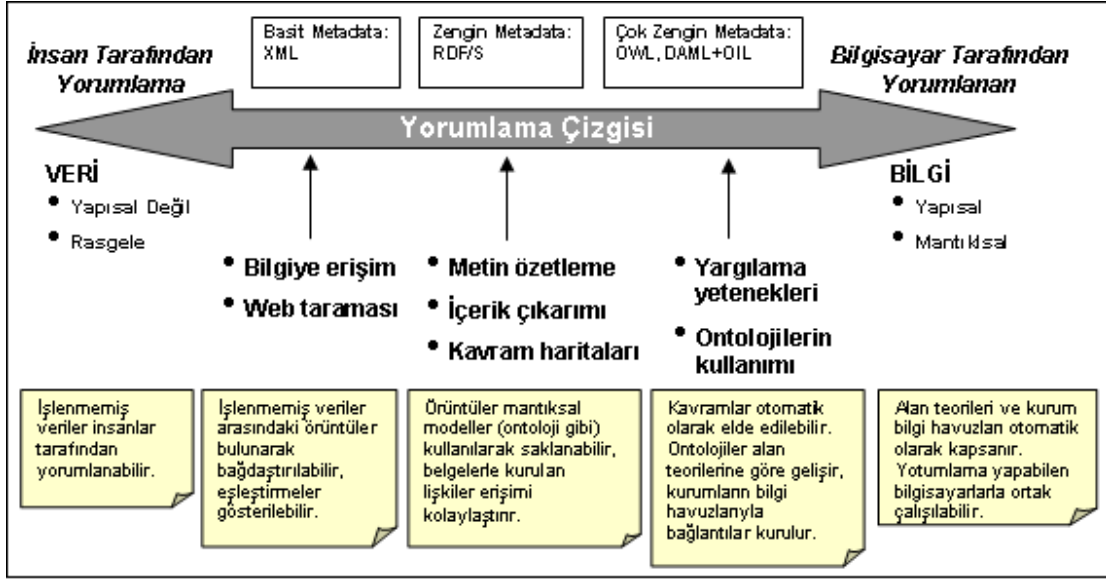 İnsan Tarafından
Yorumlama
Basit Metadata:
XML
Zengin Metadata:
RDF/S
Çok Zengin Metadata:
OWL, DAML+OIL
Bilgisayar Tarafından
Yorumlanan
Yorumlama Çizgisi
VERİ
• Yapısal Değil
• Rasgele
• Bilgiye erişim
• Web taraması
• Metin özetleme
• İçerik çıkarımı
• Kavram haritaları
• Yargılama
yetenekleri
• Ontolojilerin
kullanımı
BİLGİ
• Yapısal
• Mantıklsal
İşlenmemiş
veriler insanlar
tarafından
yorumlanabilir.
İşlenmemiş veriler
arasındaki örüntüler
bulunarak
bağdaştırılabilir,
eşleştirmeler
gösterilebilir.
Örüntüler mantıksal
modeller (ontoloji gibi)
kullanılarak saklanabilir,
belgelerle kurulan
lişkiler erişimi
kolaylaştırır.
Kavramlar otomatik
olarak elde edilebilir.
Ontolojiler alan
teorilerine göre gelişir,
kurumların bilgi
havuzlarıyla
bağlantılar kurulur.
Alan teorileri ve kurum
bilgi havuzları otomatik
olarak kapsanır.
Yotumlama yapabilen
bilgisayarlarla ortak
çalışılabilir.